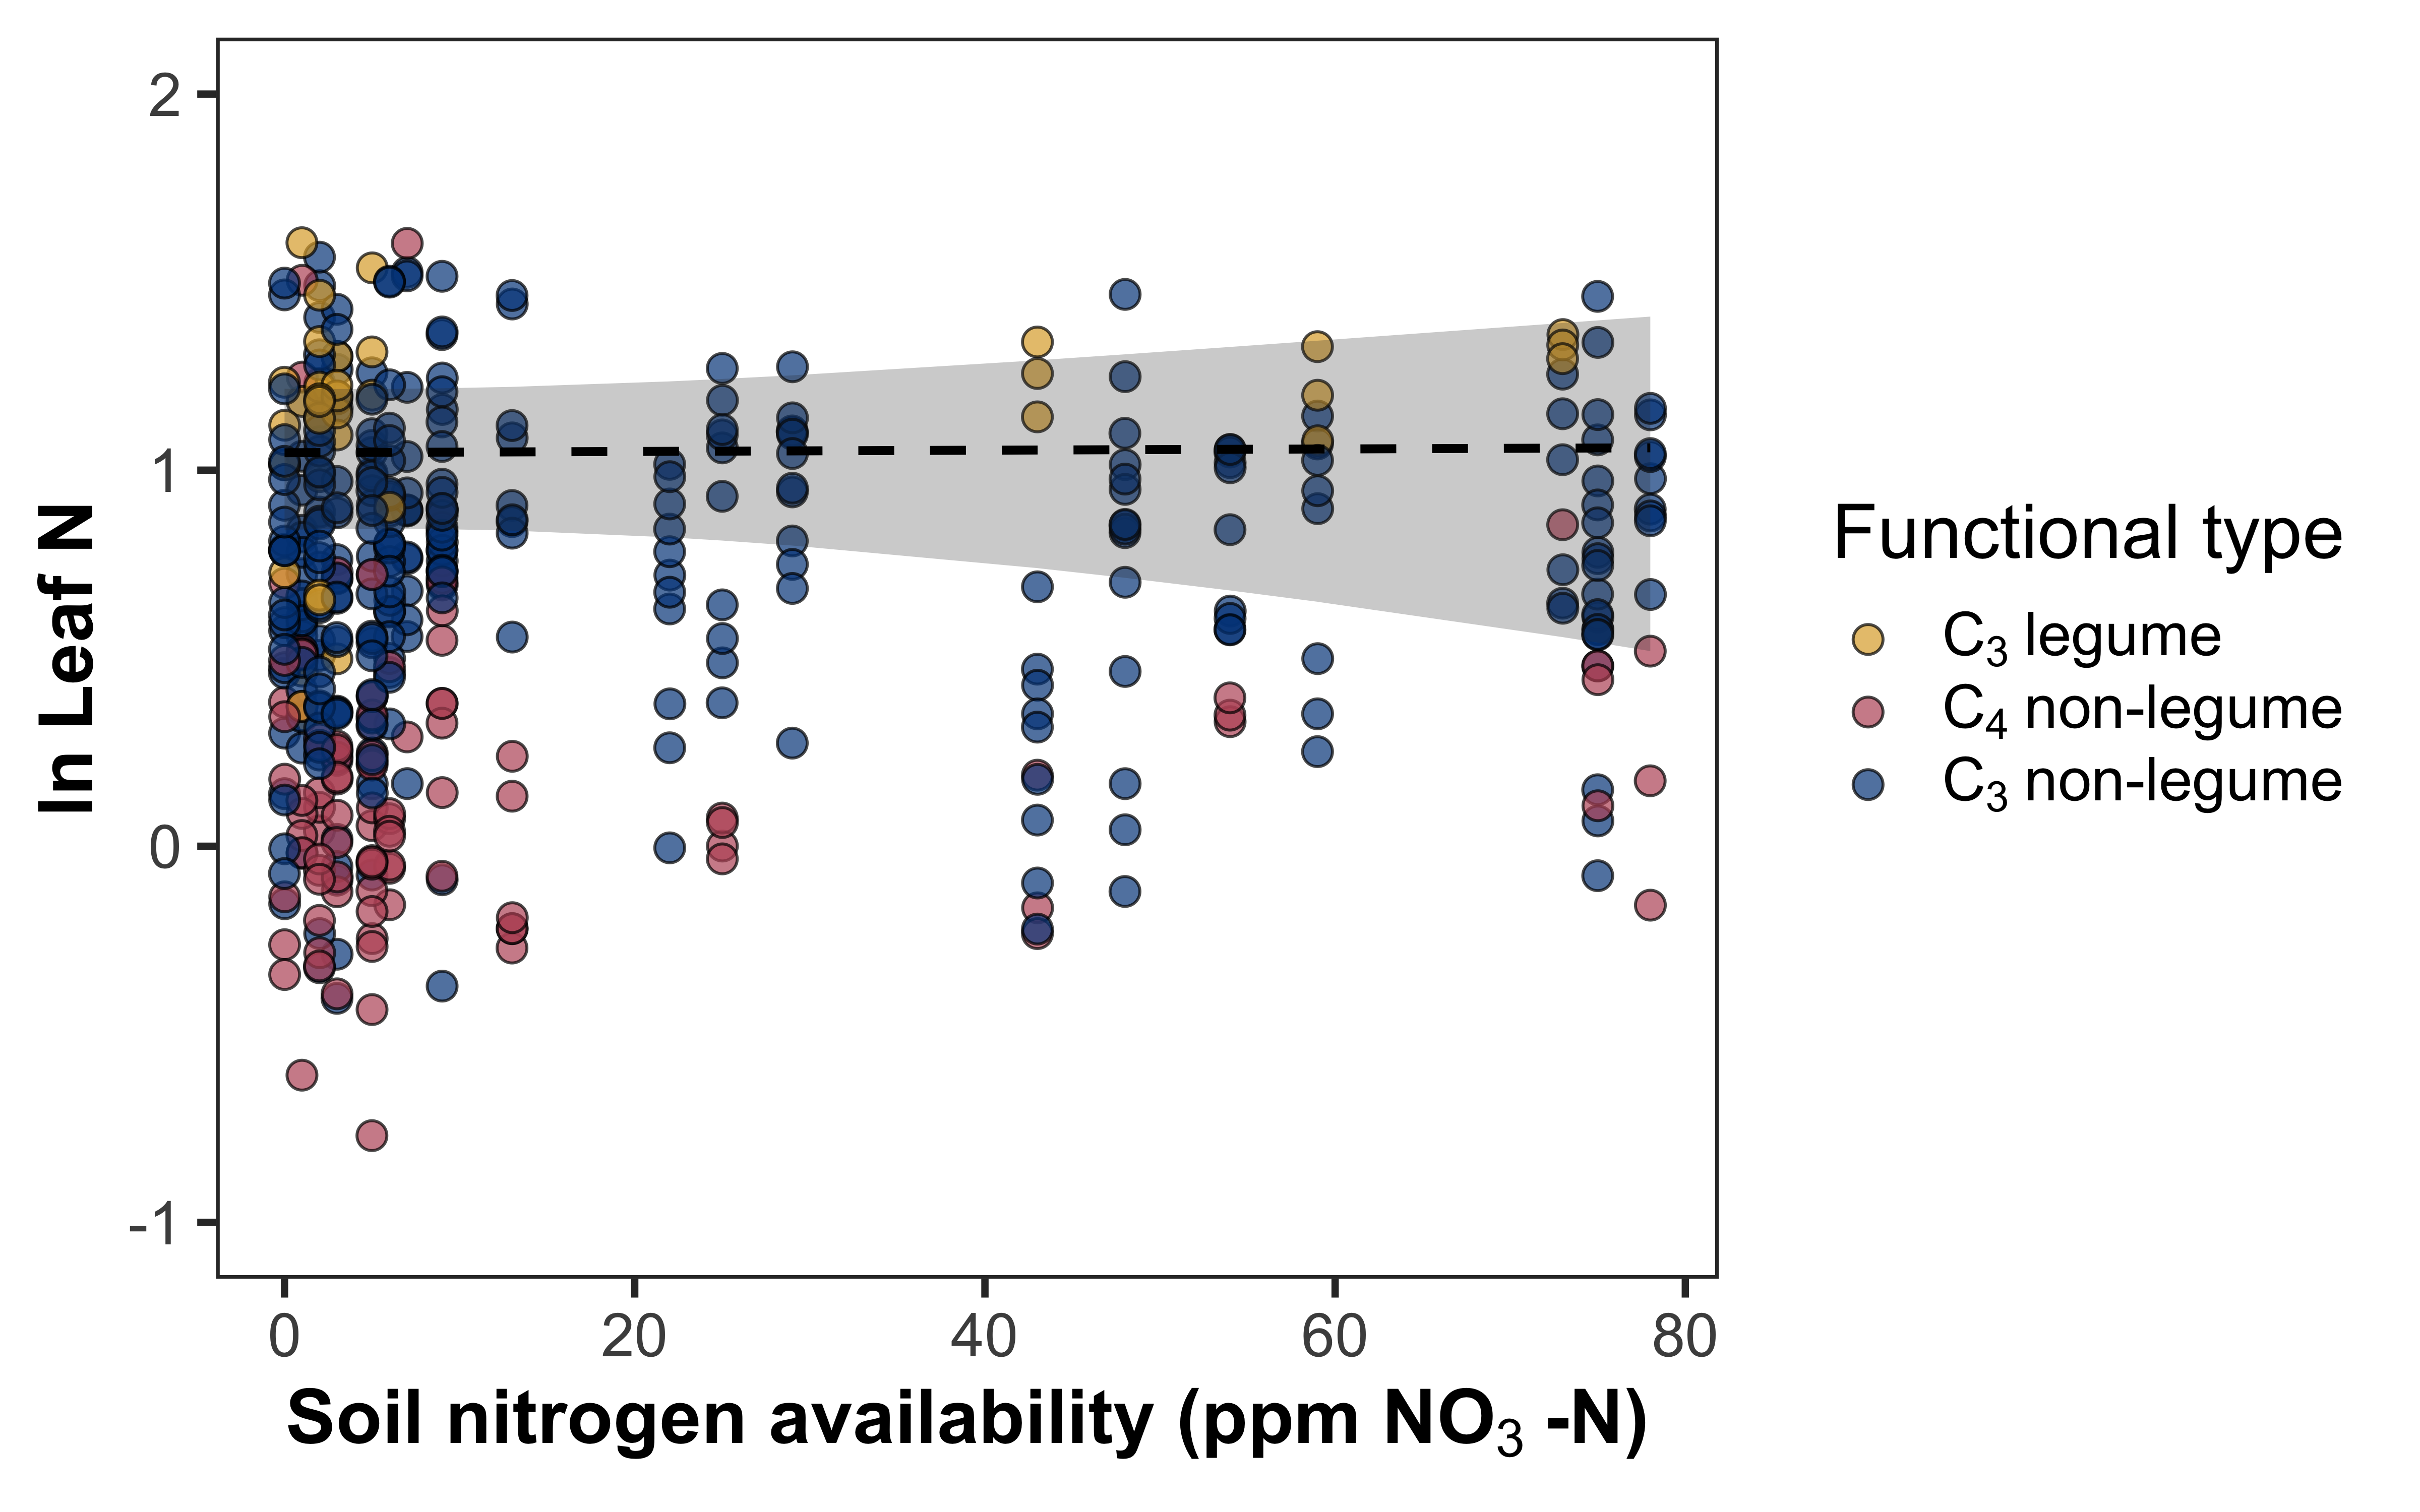 2
1
0
-1
ln Leaf N
0 20 40 60 80
Soil nitrogen availability (ppm NO₃ -N)
Functional type
C₃ legume
C₄ non-legume
C₃ non-legume